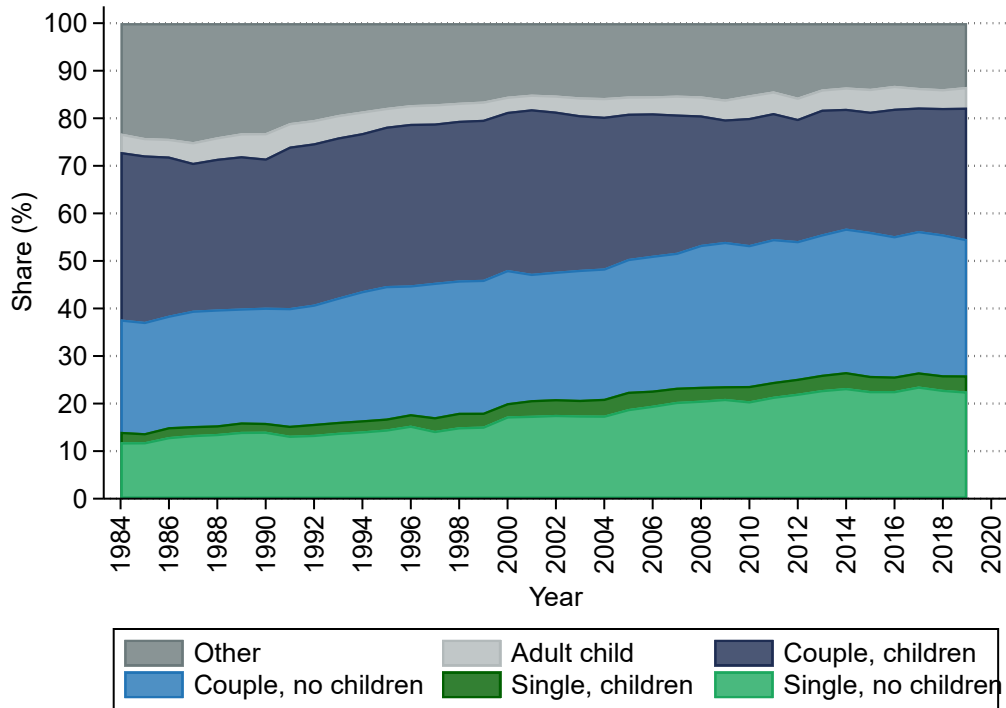 100
90
80
70
60
50
40
30
20
10
0
Share (%)
1984 1986 1988 1990 1992 1994 1996 1998 2000 2002 2004 2006 2008 2010 2012 2014 2016 2018 2020
Year
Other Adult child Couple, children
Couple, no children Single, children Single, no children